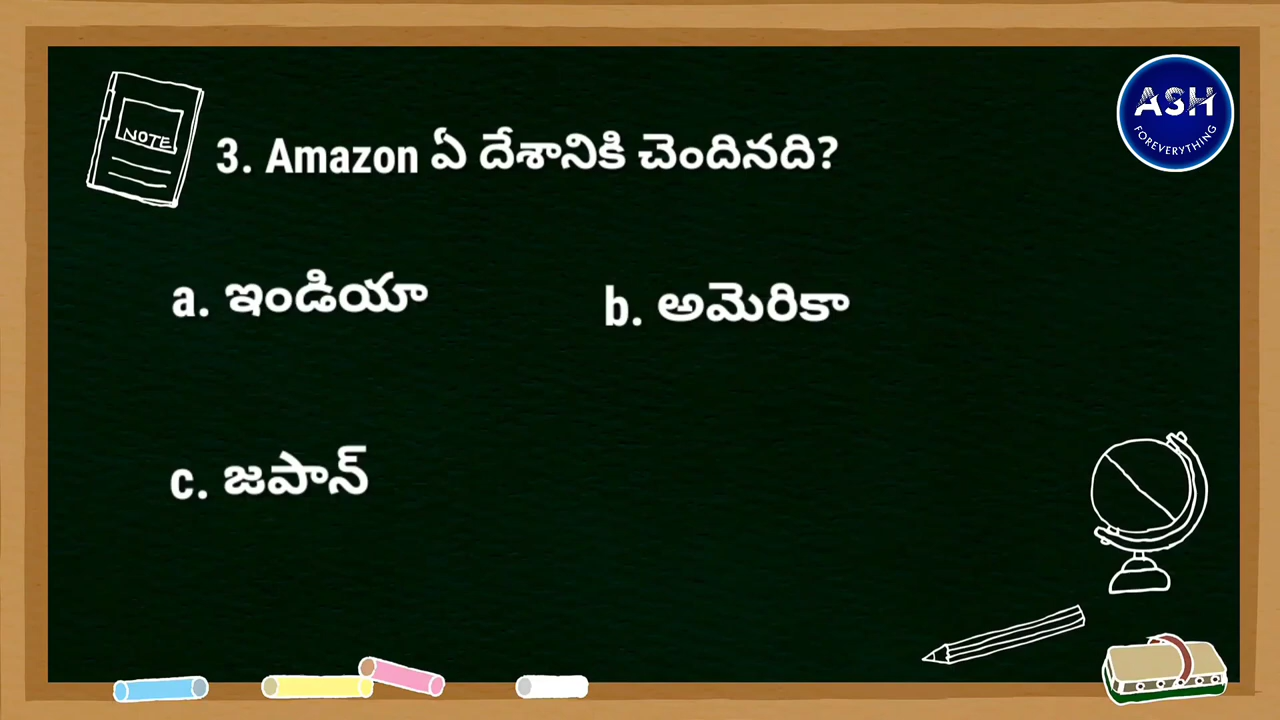 NOTE
3. Amazon ఏ దేశానికి చెందినది?
ASH
FOREVERYTHING
a. ఇండియా
b. అమెరికా
c. జపాన్